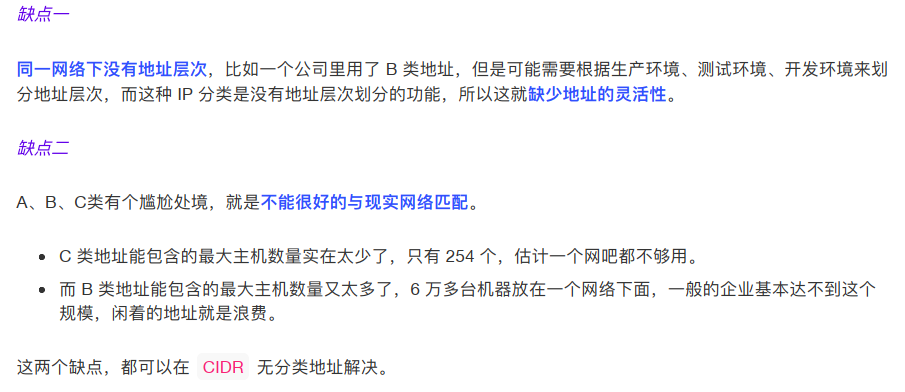 缺点一
同一网络下没有地址层次，比如一个公司里用了 B 类地址，但是可能需要根据生产环境、测试环境、开发环境来划
分地址层次，而这种 IP 分类是没有地址层次划分的功能，所以这就缺少地址的灵活性。
缺点二
A、B、C类有个尴尬处境，就是不能很好的与现实网络匹配。
• C 类地址能包含的最大主机数量实在太少了，只有 254 个，估计一个网吧都不够用。
• 而 B 类地址能包含的最大主机数量又太多了，6 万多台机器放在一个网络下面，一般的企业基本达不到这个
规模，闲着的地址就是浪费。
这两个缺点，都可以在 CIDR 无分类地址解决。